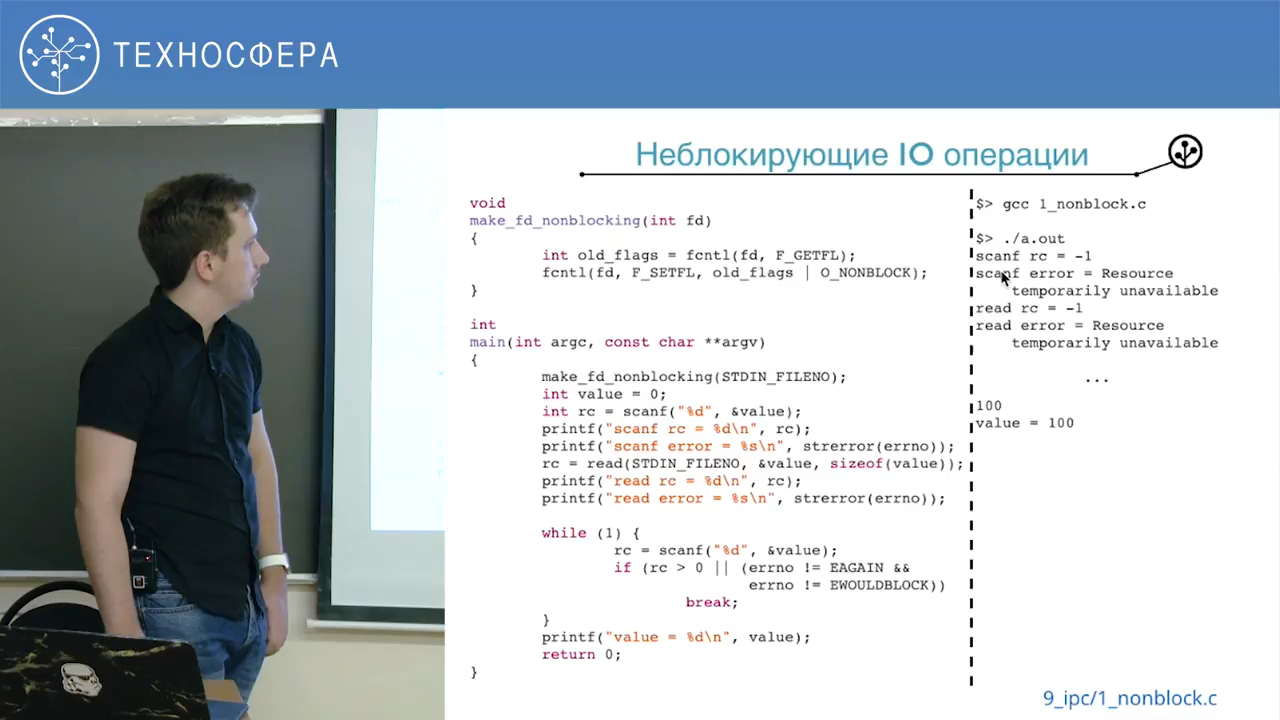 ТЕХНОСФЕРА
Неблокирующие IO операции
void
make_fd_nonblocking(int fd)
{
int old_flags = fcntl(fd, F_GETFL);
fcntl(fd, F_SETFL, old_flags | O_NONBLOCK);
}
int
main(int argc, const char **argv)
{
make_fd_nonblocking(STDIN_FILENO);
int value = 0;
int rc = scanf("%d", &value);
printf("scanf rc = %d\n", rc);
printf("scanf error = %s\n", strerror(errno));
rc = read(STDIN_FILENO, &value, sizeof(value));
printf("read rc = %d\n", rc);
printf("read error = %s\n", strerror(errno));
while (1) {
rc = scanf("%d", &value);
if (rc > 0 || (errno != EAGAIN &&
errno != EWOULDBLOCK))
break;
}
printf("value = %d\n", value);
return 0;
}
$> gcc 1_nonblock.c
$> ./a.out
scanf rc = -1
scanf error = Resource
temporarily unavailable
read rc = -1
read error = Resource
temporarily unavailable
...
100
value = 100
9_ipc/1_nonblock.c